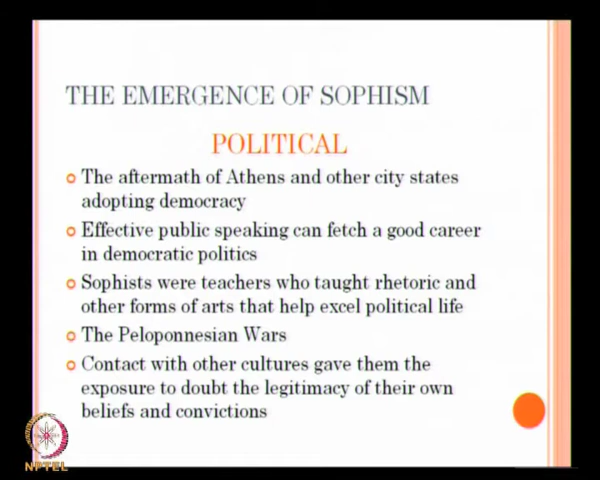 THE EMERGENCE OF SOPHISM
POLITICAL
The aftermath of Athens and other city states
adopting democracy
Effective public speaking can fetch a good career
in democratic politics
Sophists were teachers who taught rhetoric and
other forms of arts that help excel political life
The Peloponnesian Wars
Contact with other cultures gave them the
exposure to doubt the legitimacy of their own
beliefs and convictions
NPTEL